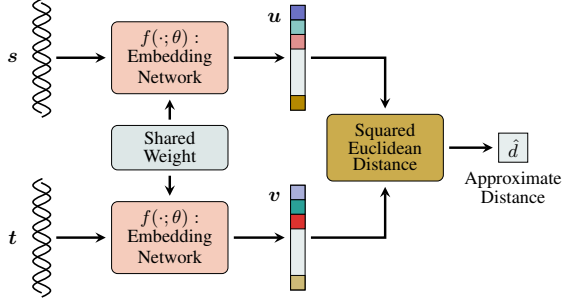 s
f(·; θ) :
Embedding
Network
u
Shared
Weight
Squared
Euclidean
Distance
d̂
Approximate
Distance
t
f(·; θ) :
Embedding
Network
v